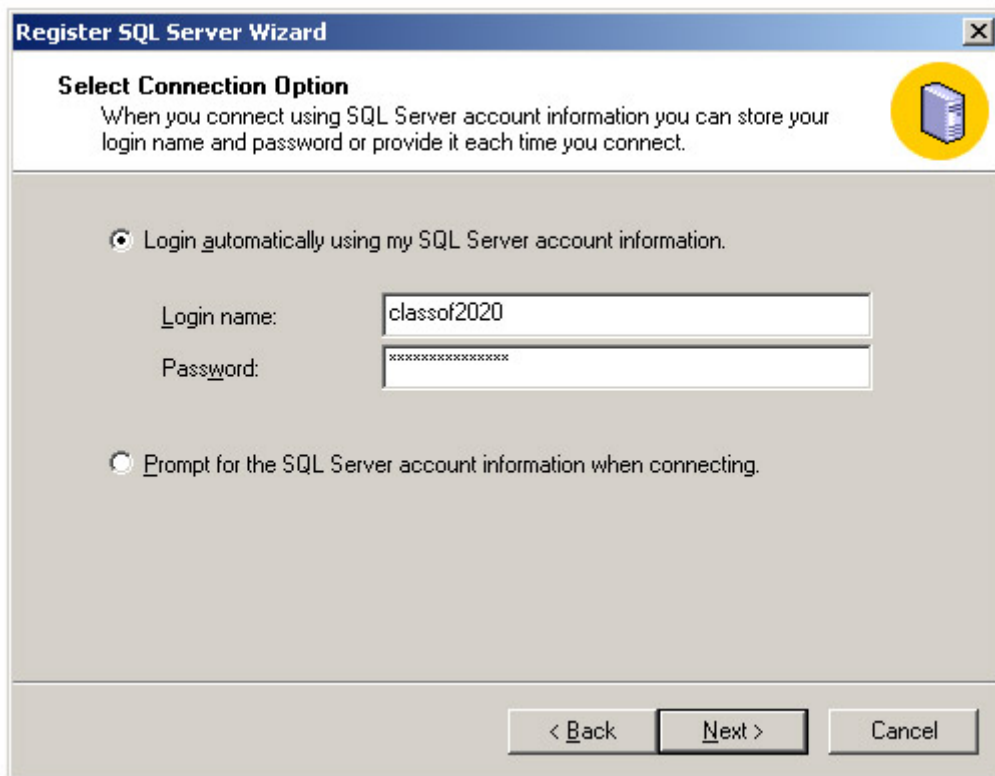 Register SQL Server Wizard
Select Connection Option
When you connect using SQL Server account information you can store your
login name and password or provide it each time you connect.
Login automatically using my SQL Server account information.
Login name: classof2020
Password: ***************
Prompt for the SQL Server account information when connecting.
< Back Next > Cancel